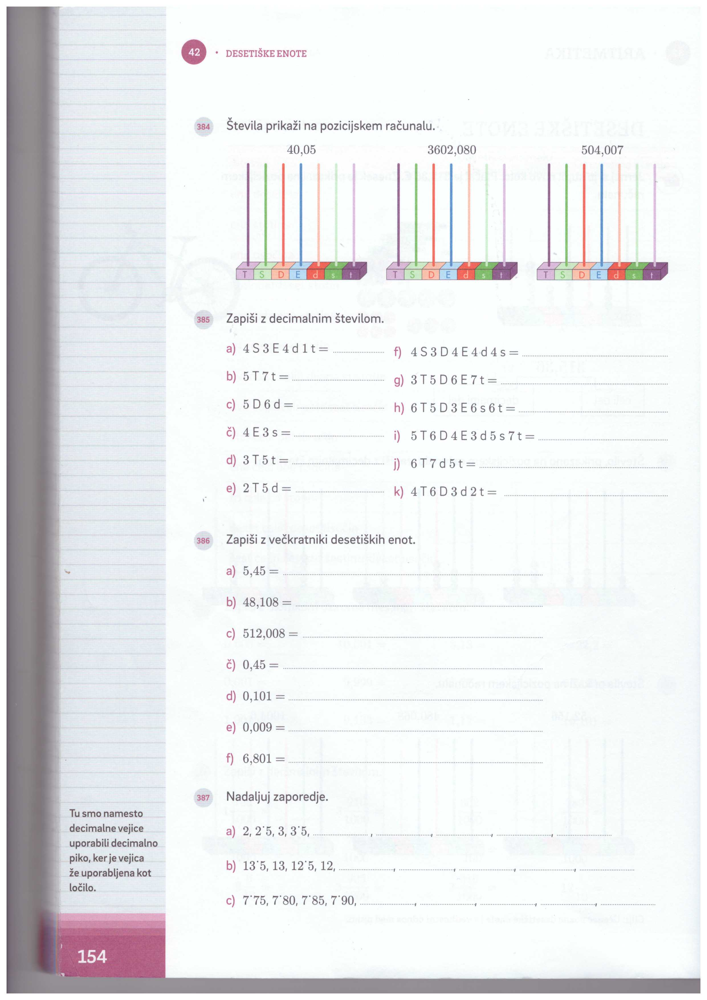 42 • DESETIŠKE ENOTE
384 Števila prikaži na pozicijskem računalu.
40,05 3602,080 504,007
T S D E d s t T S D E d s t T S D E d s t
385 Zapiši z decimalnim številom.
a) 4 S 3 E 4 d 1 t = f) 4 S 3 D 4 E 4 d 4 s =
b) 5 T 7 t = g) 3 T 5 D 6 E 7 t =
c) 5 D 6 d = h) 6 T 5 D 3 E 6 s 6 t =
č) 4 E 3 s = i) 5 T 6 D 4 E 3 d 5 s 7 t =
d) 3 T 5 t = j) 6 T 7 d 5 t =
e) 2 T 5 d = k) 4 T 6 D 3 d 2 t =
386 Zapiši z večkratniki desetiških enot.
a) 5,45 =
b) 48,108 =
c) 512,008 =
č) 0,45 =
d) 0,101 =
e) 0,009 =
f) 6,801 =
387 Nadaljuj zaporedje.
a) 2, 2˙5, 3, 3˙5, , , , ,
b) 13˙5, 13, 12˙5, 12, , , , ,
c) 7˙75, 7˙80, 7˙85, 7˙90, , , , ,
Tu smo namesto
decimalne vejice
uporabili decimalno
piko, ker je vejica
že uporabljena kot
ločilo.
154